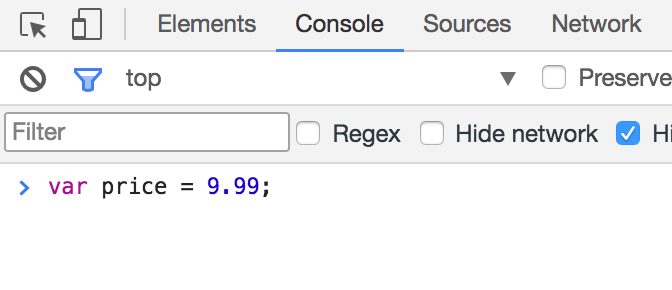 Elements Console Sources Network
top Preserve
Filter Regex Hide network Hi
> var price = 9.99;